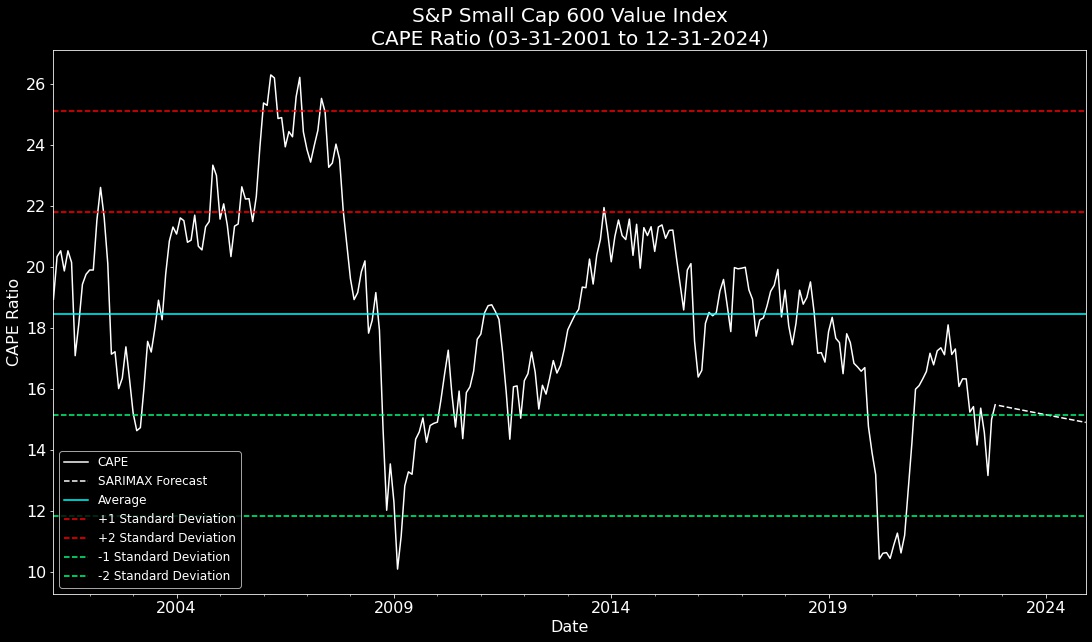 S&P Small Cap 600 Value Index
CAPE Ratio (03-31-2001 to 12-31-2024)
26
24
22
20
18
16
14
12
10
CAPE Ratio
CAPE
SARIMAX Forecast
Average
+1 Standard Deviation
+2 Standard Deviation
-1 Standard Deviation
-2 Standard Deviation
2004
2009
2014
2019
2024
Date